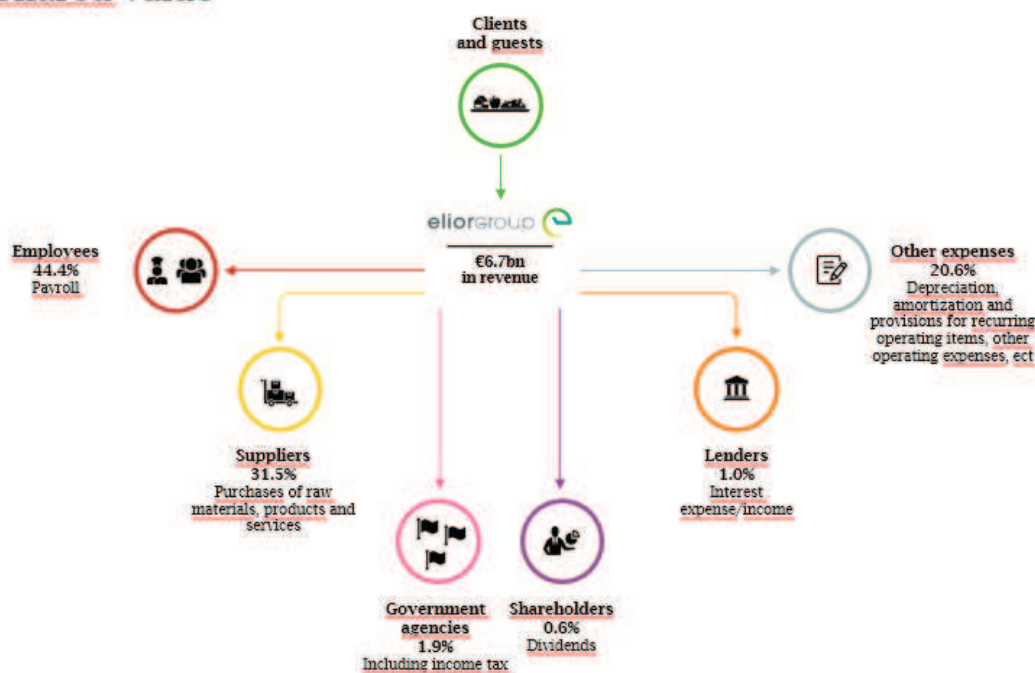 Clients
and guests
eliorgroup
€6.7bn
in revenue
Employees
44.4%
Payroll
Other expenses
20.6%
Depreciation,
amortization and
provisions for recurring
operating items, other
operating expenses, ect
Suppliers
31.5%
Purchases of raw
materials, products and
services
Lenders
1.0%
Interest
expense/income
Government
agencies
1.9%
Including income tax
Shareholders
0.6%
Dividends